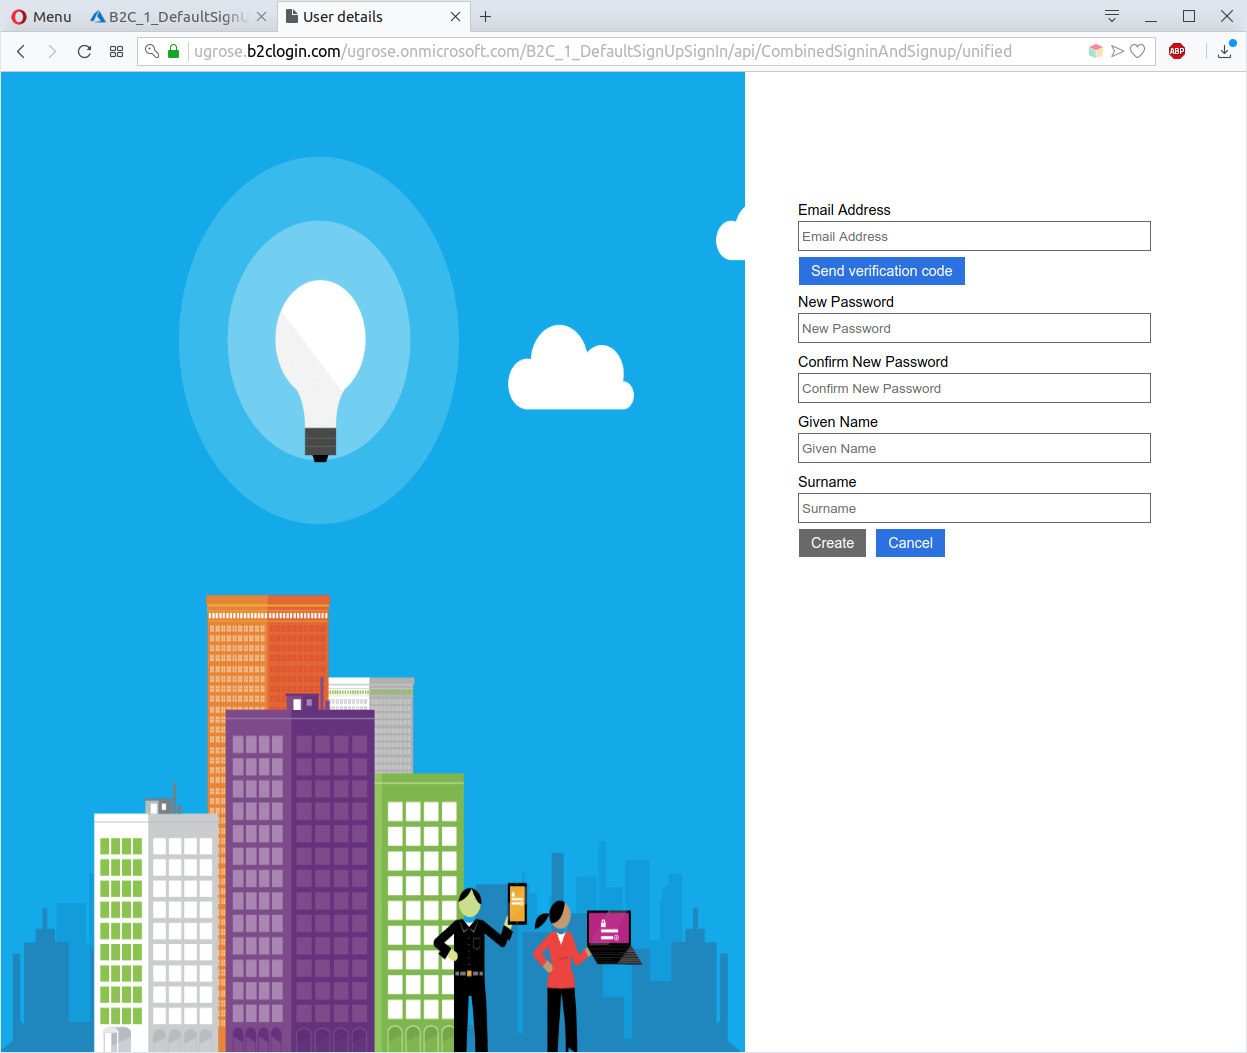 Menu
B2C_1_DefaultSignU
User details
ugrose.b2clogin.com/ugrose.onmicrosoft.com/B2C_1_DefaultSignUpSignIn/api/CombinedSigninAndSignup/unified
ABP
Email Address
Email Address
Send verification code
New Password
New Password
Confirm New Password
Confirm New Password
Given Name
Given Name
Surname
Surname
Create Cancel